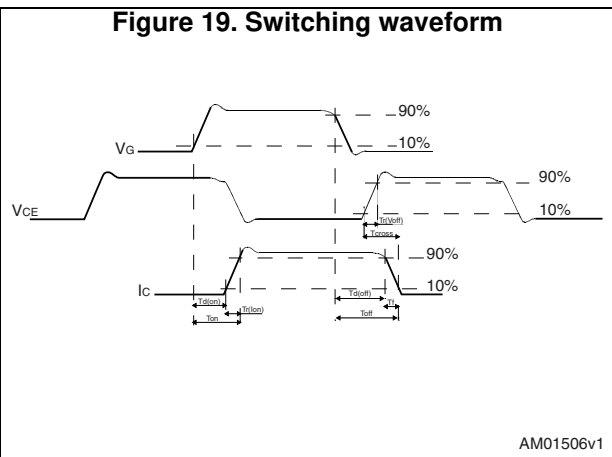 Figure 19. Switching waveform
90%
VG
10%
90%
VCE
10%
Tr(Voff)
Tcross
90%
IC
10%
Td(on)
Td(off)
Tf
Tr(Ion)
Ton
Toff
AM01506v1